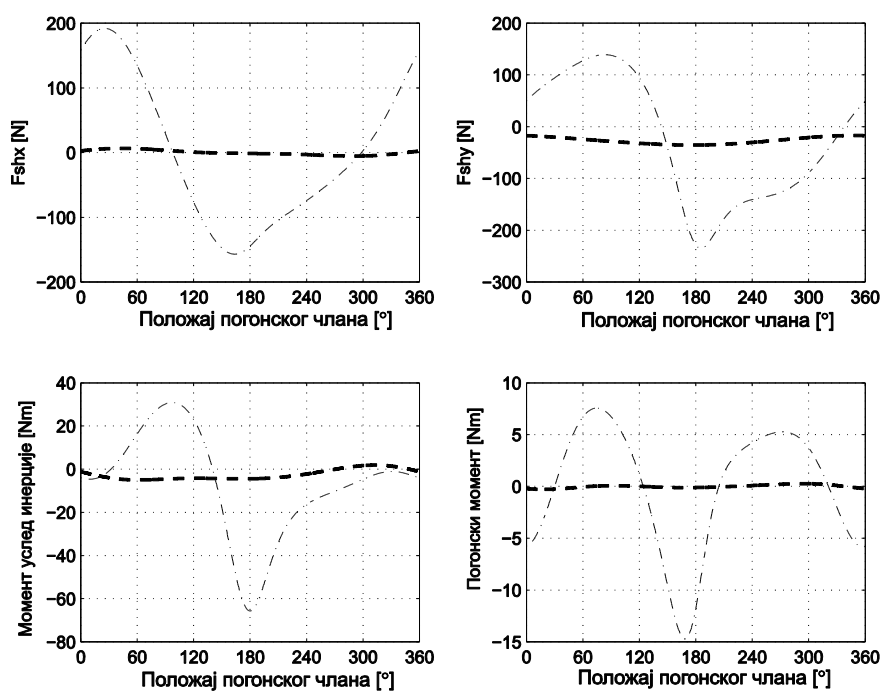 Fshx [N]
200
100
0
−100
−200
0 60 120 180 240 300 360
Положај погонског члана [°]
Fshy [N]
200
100
0
−100
−200
−300
0 60 120 180 240 300 360
Положај погонског члана [°]
Момент услед инерције [Nm]
40
20
0
−20
−40
−60
−80
0 60 120 180 240 300 360
Положај погонског члана [°]
Погонски момент [Nm]
10
5
0
−5
−10
−15
0 60 120 180 240 300 360
Положај погонског члана [°]